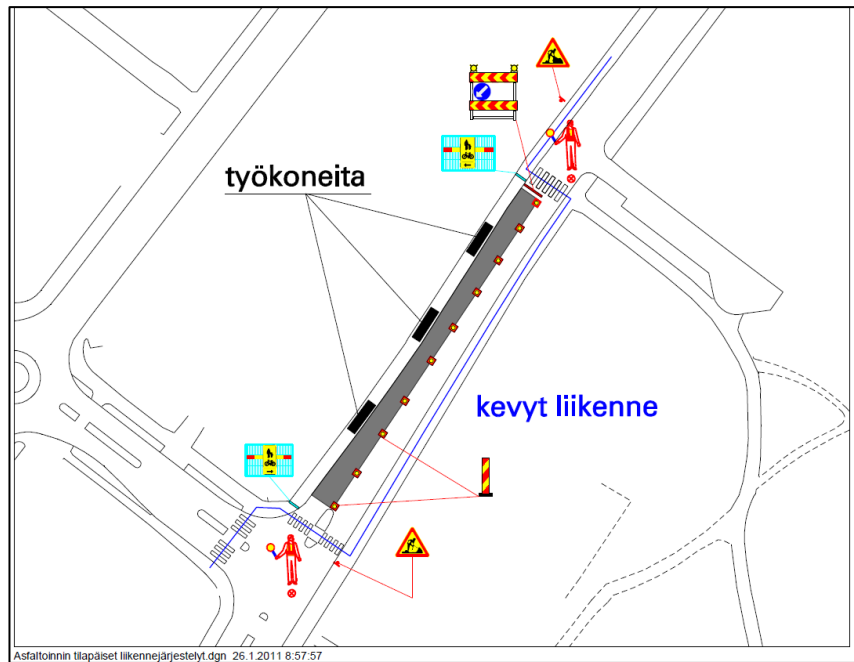 työkoneita
kevyt liikenne
Asfaltoinnin tilapäiset liikennejärjestelyt.dgn 26.1.2011 8:57:57